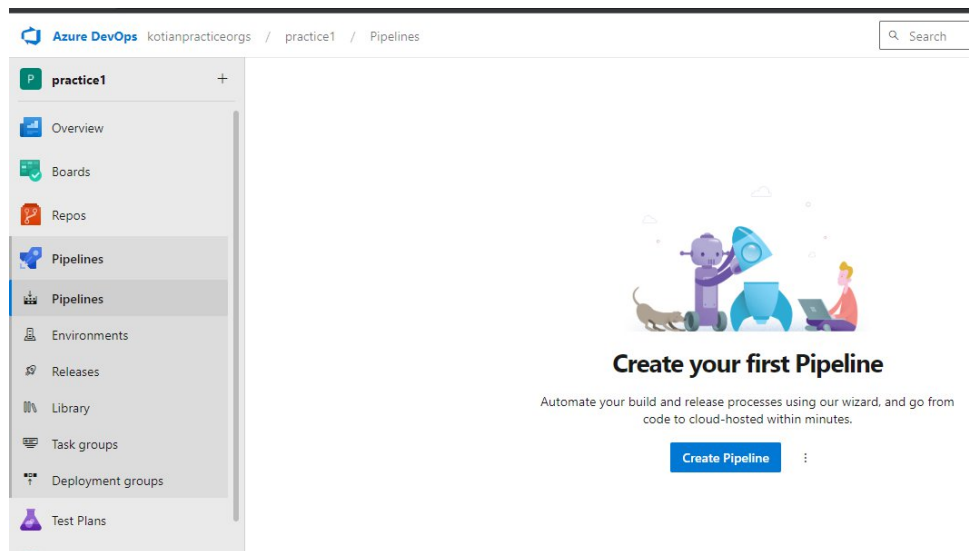 Azure DevOps kotianpracticeorgs / practice1 / Pipelines
Search
P practice1 +
Overview
Boards
Repos
Pipelines
Pipelines
Environments
Releases
Library
Task groups
Deployment groups
Test Plans
Create your first Pipeline
Automate your build and release processes using our wizard, and go from
code to cloud-hosted within minutes.
Create Pipeline